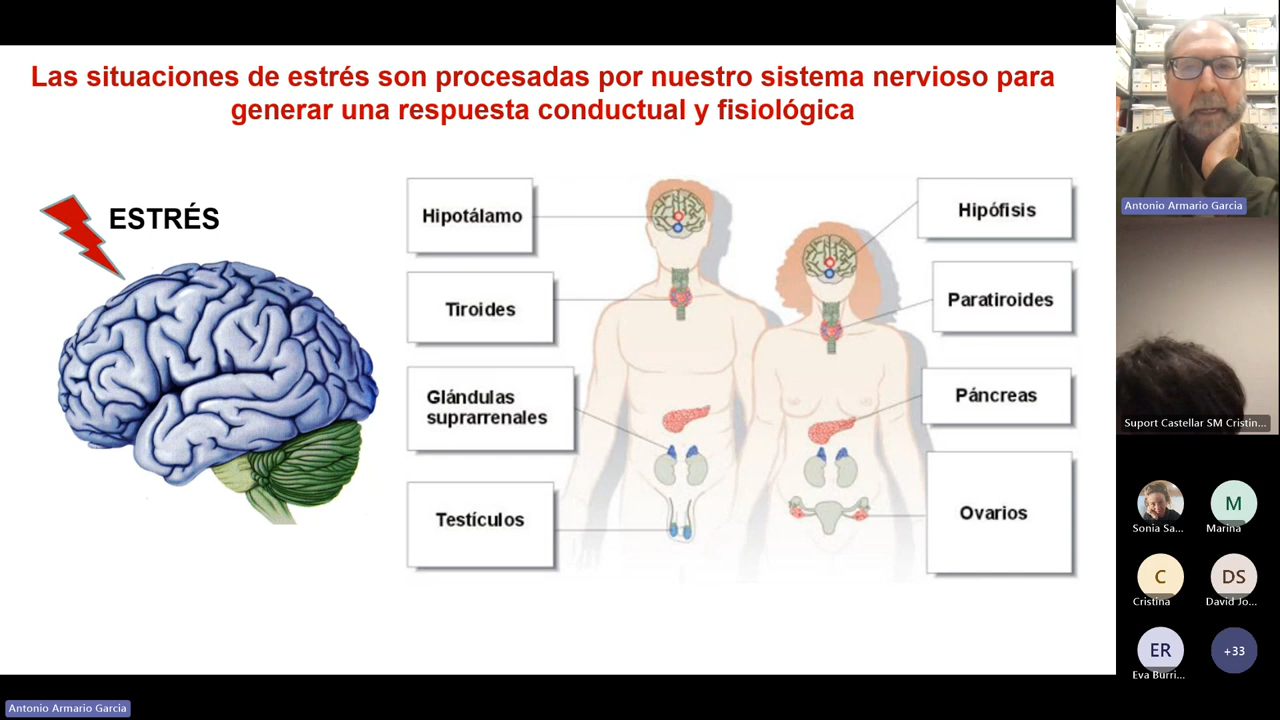 Las situaciones de estrés son procesadas por nuestro sistema nervioso para
generar una respuesta conductual y fisiológica
ESTRÉS
Hipotálamo
Tiroides
Glándulas
suprarrenales
Testículos
Hipófisis
Paratiroides
Páncreas
Ovarios
Antonio Armario Garcia
Suport Castellar SM Cristin...
Sonia Sa...
M
Marina
C
Cristina
DS
David Jo...
ER
Eva Burri...
+33
Antonio Armario Garcia